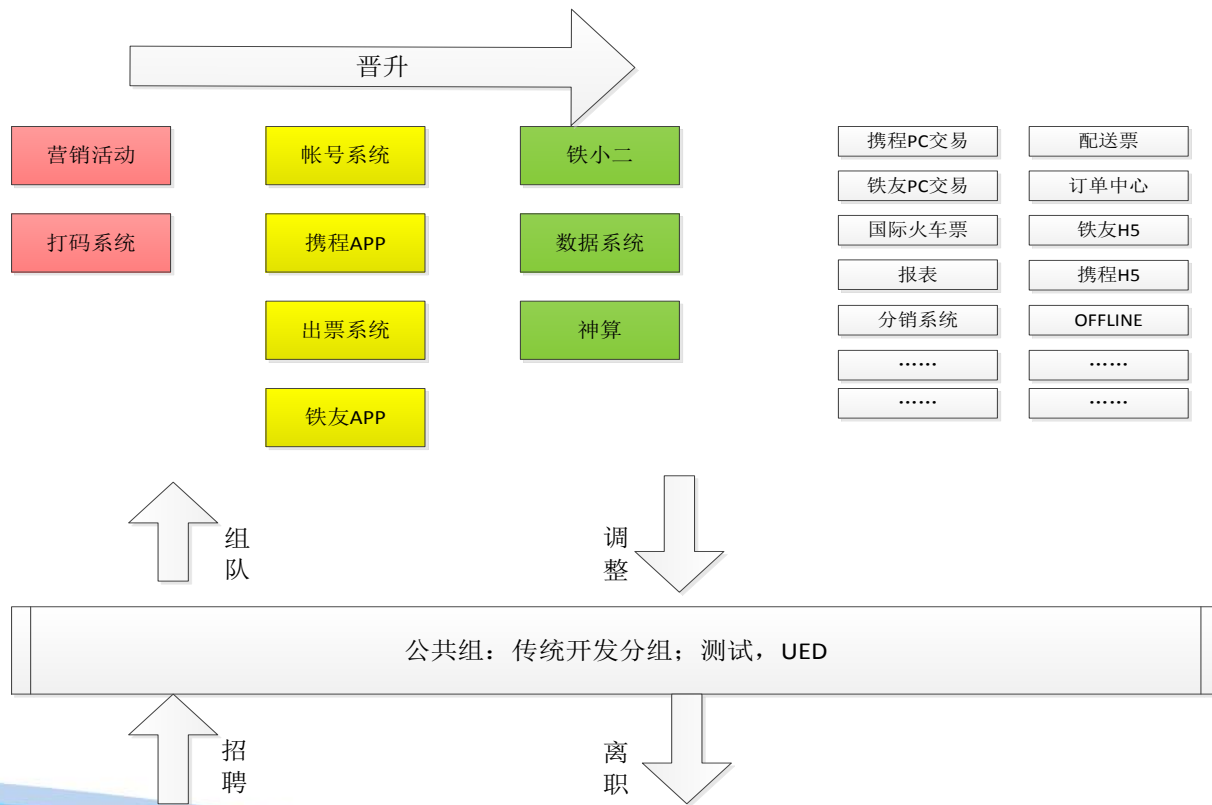 晋升
营销活动
打码系统
帐号系统
携程APP
出票系统
铁友APP
铁小二
数据系统
神算
携程PC交易
铁友PC交易
国际火车票
报表
分销系统
……
……
配送票
订单中心
铁友H5
携程H5
OFFLINE
……
……
组
队
调
整
公共组：传统开发分组；测试，UED
招
聘
离
职